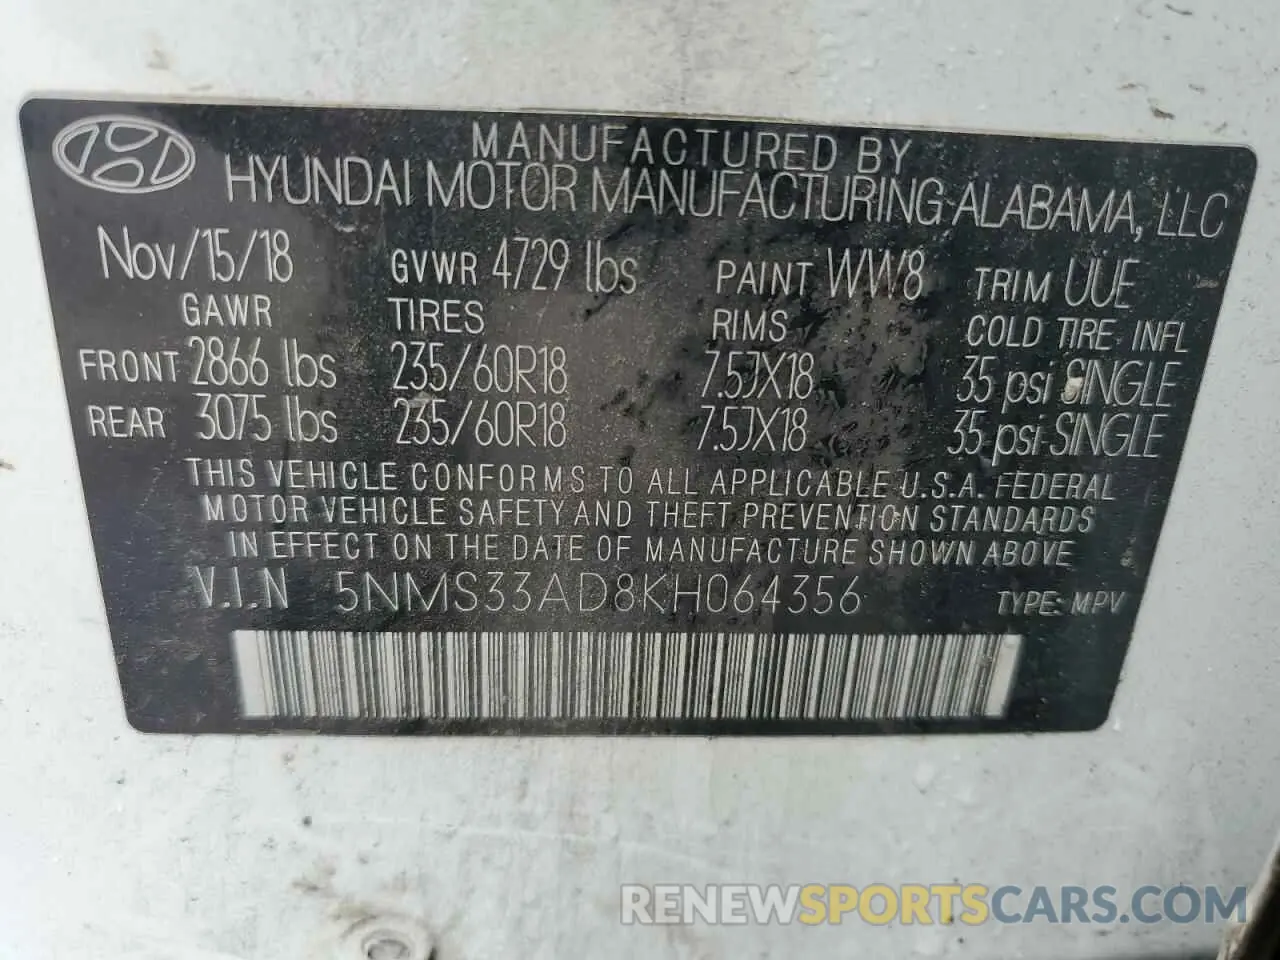 MANUFACTURED BY
HYUNDAI MOTOR MANUFACTURING ALABAMA, LLC
Nov/15/18 GVWR 4729 lbs PAINT WW8 TRIM UUE
GAWR TIRES RIMS COLD TIRE INFL
FRONT 2866 lbs 235/60R18 7.5JX18 35 psi SINGLE
REAR 3075 lbs 235/60R18 7.5JX18 35 psi SINGLE
THIS VEHICLE CONFORMS TO ALL APPLICABLE U.S.A. FEDERAL
MOTOR VEHICLE SAFETY AND THEFT PREVENTION STANDARDS
IN EFFECT ON THE DATE OF MANUFACTURE SHOWN ABOVE
V.I.N 5NMS33AD8KH064356 TYPE: MPV
RENEWSPORTSCARS.COM